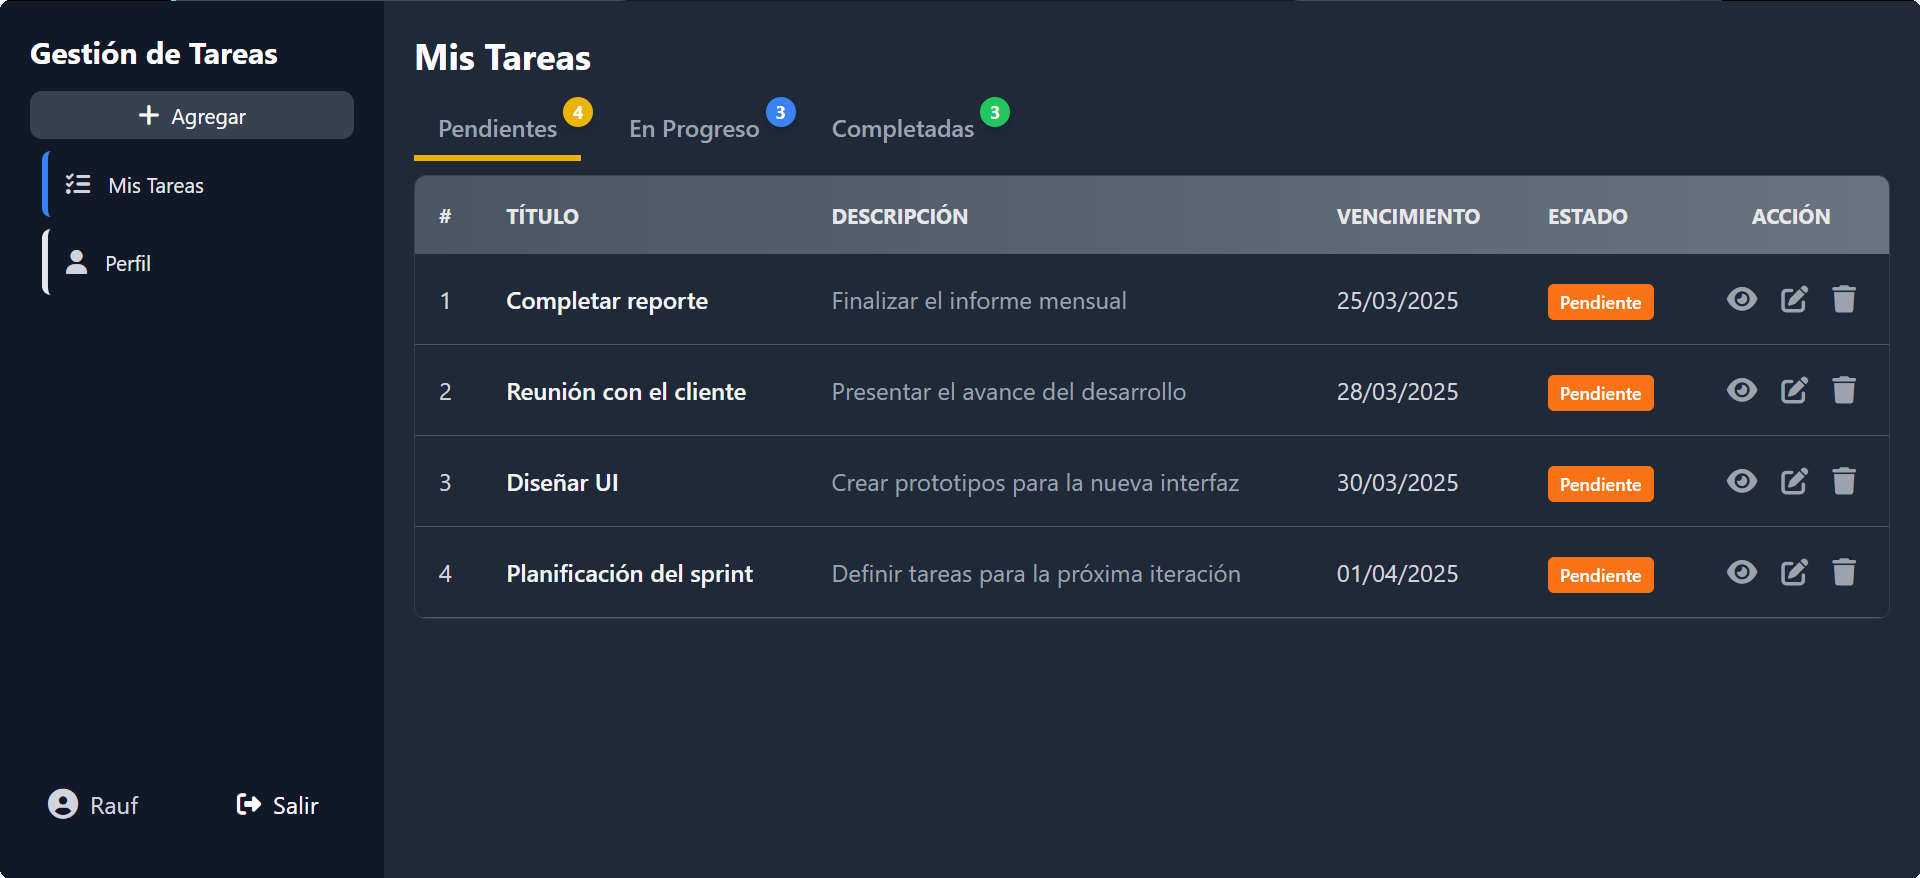 Gestión de Tareas
Agregar
Mis Tareas
Perfil
Rauf
Salir
Mis Tareas
Pendientes 4 En Progreso 3 Completadas 3
# TÍTULO DESCRIPCIÓN VENCIMIENTO ESTADO ACCIÓN
1 Completar reporte Finalizar el informe mensual 25/03/2025 Pendiente
2 Reunión con el cliente Presentar el avance del desarrollo 28/03/2025 Pendiente
3 Diseñar UI Crear prototipos para la nueva interfaz 30/03/2025 Pendiente
4 Planificación del sprint Definir tareas para la próxima iteración 01/04/2025 Pendiente